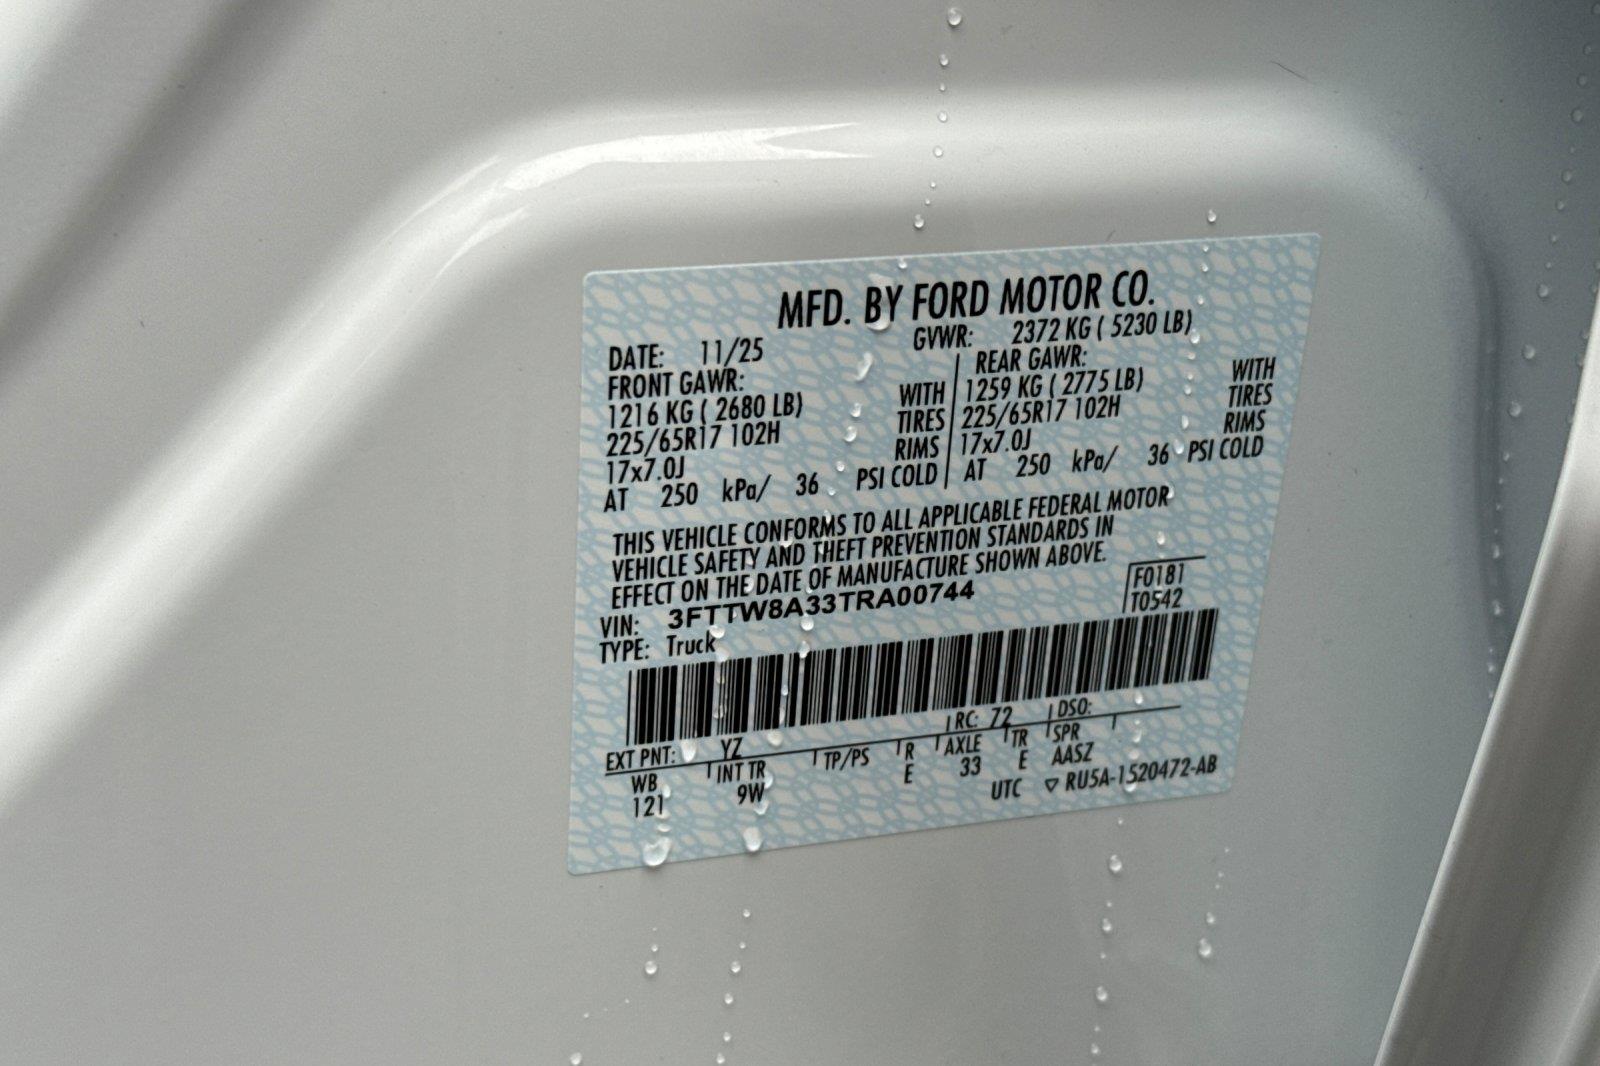 MFD. BY FORD MOTOR CO.
DATE: 11/25 GVWR: 2372 KG ( 5230 LB)
FRONT GAWR: REAR GAWR:
1216 KG ( 2680 LB) WITH 1259 KG ( 2775 LB) WITH
225/65R17 102H TIRES 225/65R17 102H TIRES
17x7.0J RIMS 17x7.0J RIMS
AT 250 kPa/ 36 PSI COLD AT 250 kPa/ 36 PSI COLD
THIS VEHICLE CONFORMS TO ALL APPLICABLE FEDERAL MOTOR
VEHICLE SAFETY AND THEFT PREVENTION STANDARDS IN
EFFECT ON THE DATE OF MANUFACTURE SHOWN ABOVE.
VIN: 3FTTW8A33TRA00744 F0181
TYPE: Truck T0542
EXT PNT: YZ RC: 72 DSO:
WB INT TR TP/PS R AXLE TR SPR
121 9W E 33 E AASZ
UTC ▽ RU5A-1520472-AB